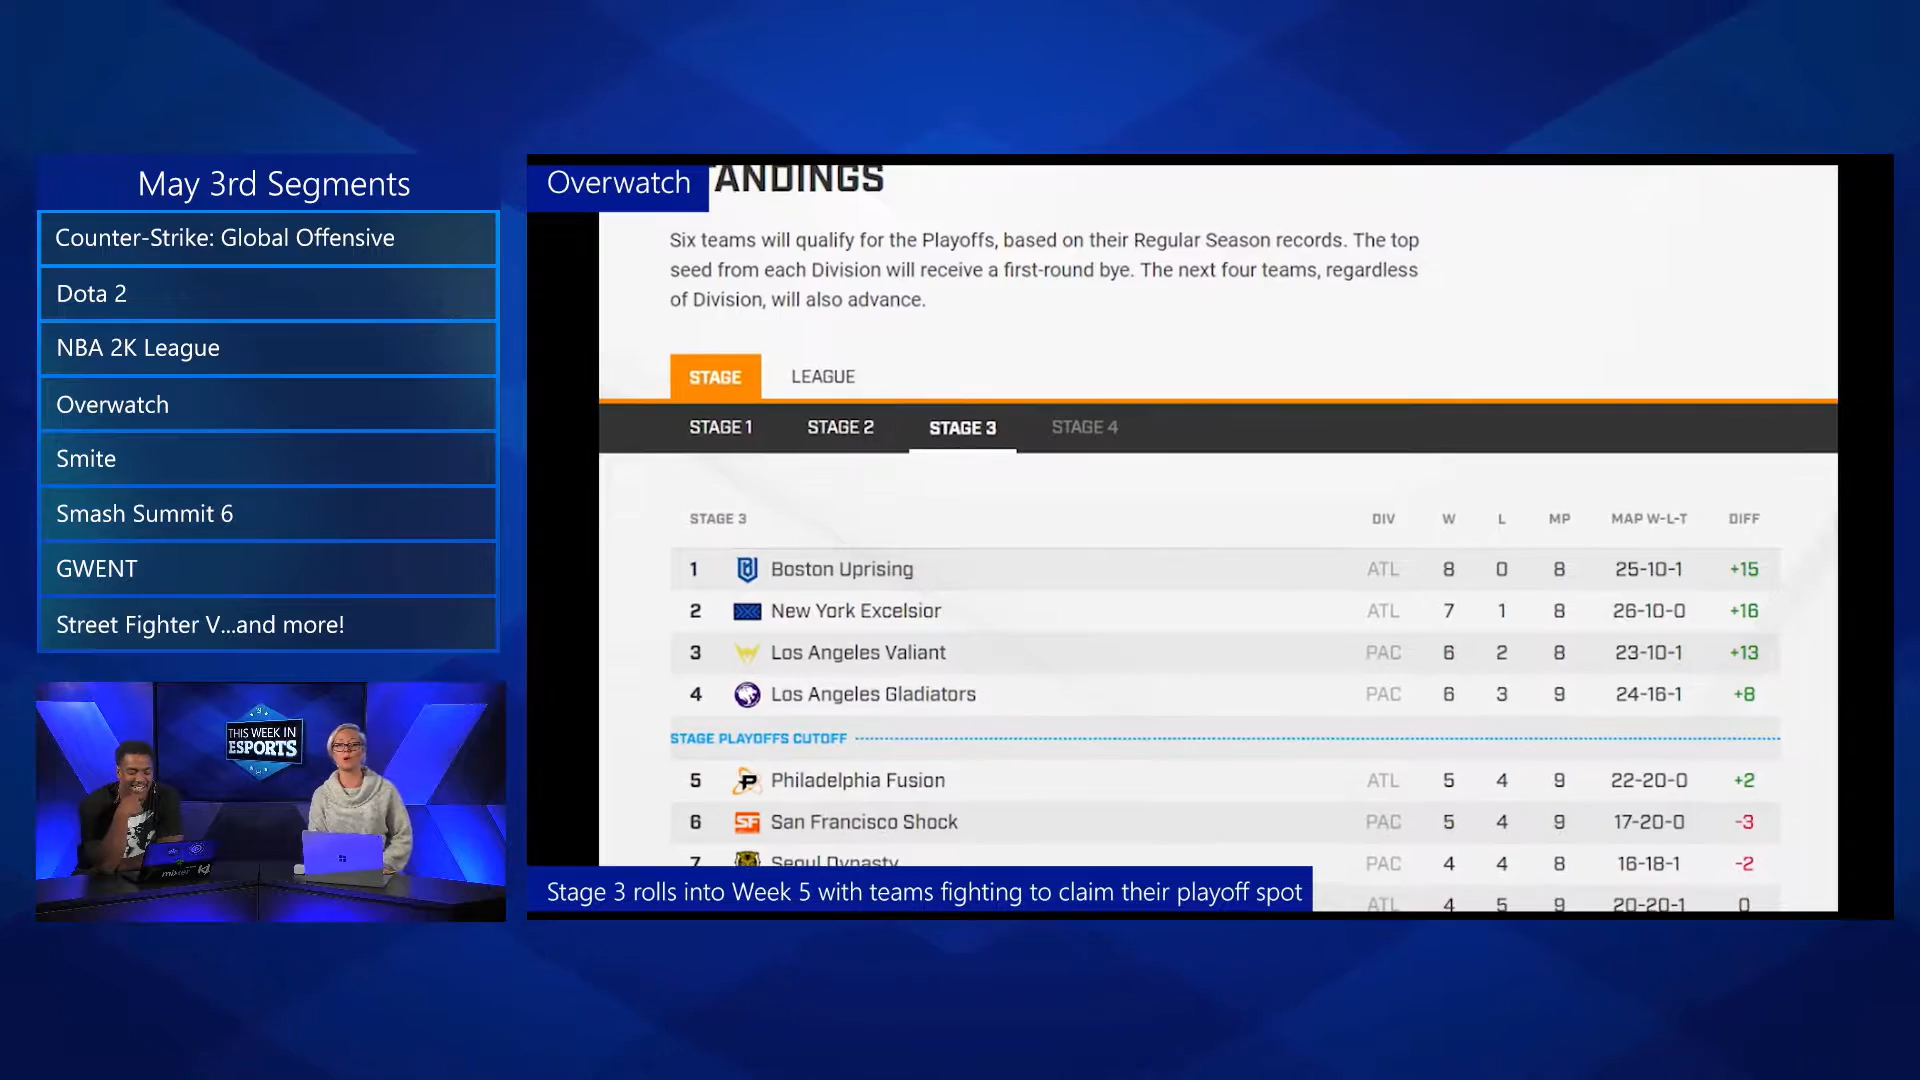 May 3rd Segments
Counter-Strike: Global Offensive
Dota 2
NBA 2K League
Overwatch
Smite
Smash Summit 6
GWENT
Street Fighter V...and more!
THIS WEEK IN
ESPORTS
mixer
Overwatch
ANDINGS
Six teams will qualify for the Playoffs, based on their Regular Season records. The top
seed from each Division will receive a first-round bye. The next four teams, regardless
of Division, will also advance.
STAGE LEAGUE
STAGE 1 STAGE 2 STAGE 3 STAGE 4
STAGE 3 DIV W L MP MAP W-L-T DIFF
1 Boston Uprising ATL 8 0 8 25-10-1 +15
2 New York Excelsior ATL 7 1 8 26-10-0 +16
3 Los Angeles Valiant PAC 6 2 8 23-10-1 +13
4 Los Angeles Gladiators PAC 6 3 9 24-16-1 +8
STAGE PLAYOFFS CUTOFF
5 P Philadelphia Fusion ATL 5 4 9 22-20-0 +2
6 SF San Francisco Shock PAC 5 4 9 17-20-0 -3
7 Seoul Dynasty PAC 4 4 8 16-18-1 -2
ATL 4 5 9 20-20-1 0
Stage 3 rolls into Week 5 with teams fighting to claim their playoff spot